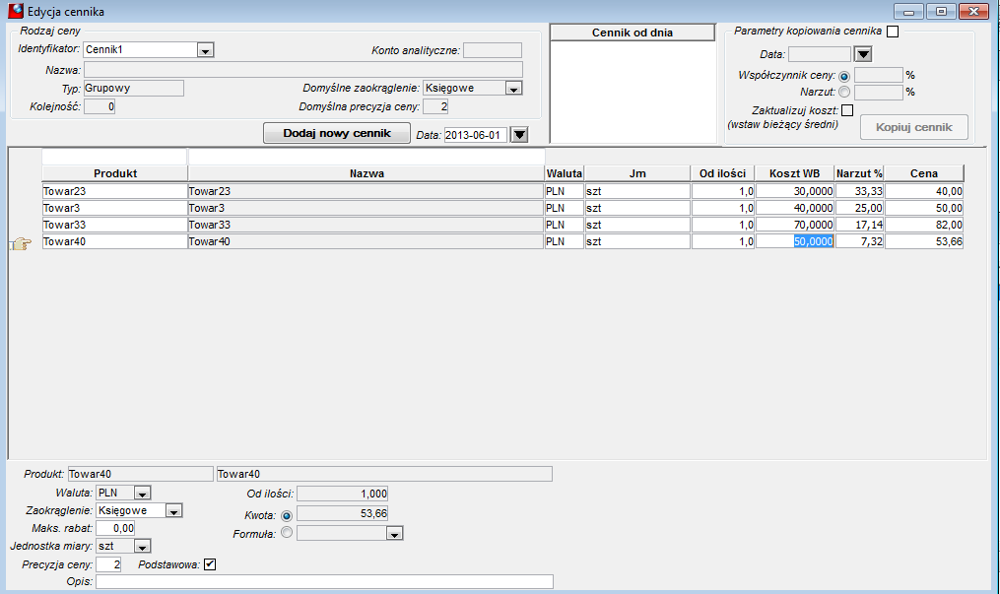 Edycja cennika
Rodzaj ceny
Identyfikator: Cennik1
Konto analityczne:
Nazwa:
Typ: Grupowy
Domyślne zaokrąglenie: Księgowe
Kolejność: 0
Domyślna precyzja ceny: 2
Dodaj nowy cennik
Data: 2013-06-01
Cennik od dnia
Parametry kopiowania cennika
Data:
Współczynnik ceny: %
Narzut: %
Zaktualizuj koszt:
(wstaw bieżący średni)
Kopiuj cennik
Produkt Nazwa Waluta Jm Od ilości Koszt WB Narzut % Cena
Towar23 Towar23 PLN szt 1,0 30,0000 33,33 40,00
Towar3 Towar3 PLN szt 1,0 40,0000 25,00 50,00
Towar33 Towar33 PLN szt 1,0 70,0000 17,14 82,00
Towar40 Towar40 PLN szt 1,0 50,0000 7,32 53,66
Produkt: Towar40 Towar40
Waluta: PLN
Od ilości: 1,000
Zaokrąglenie: Księgowe
Kwota: 53,66
Maks. rabat: 0,00
Formuła:
Jednostka miary: szt
Precyzja ceny: 2
Podstawowa:
Opis: